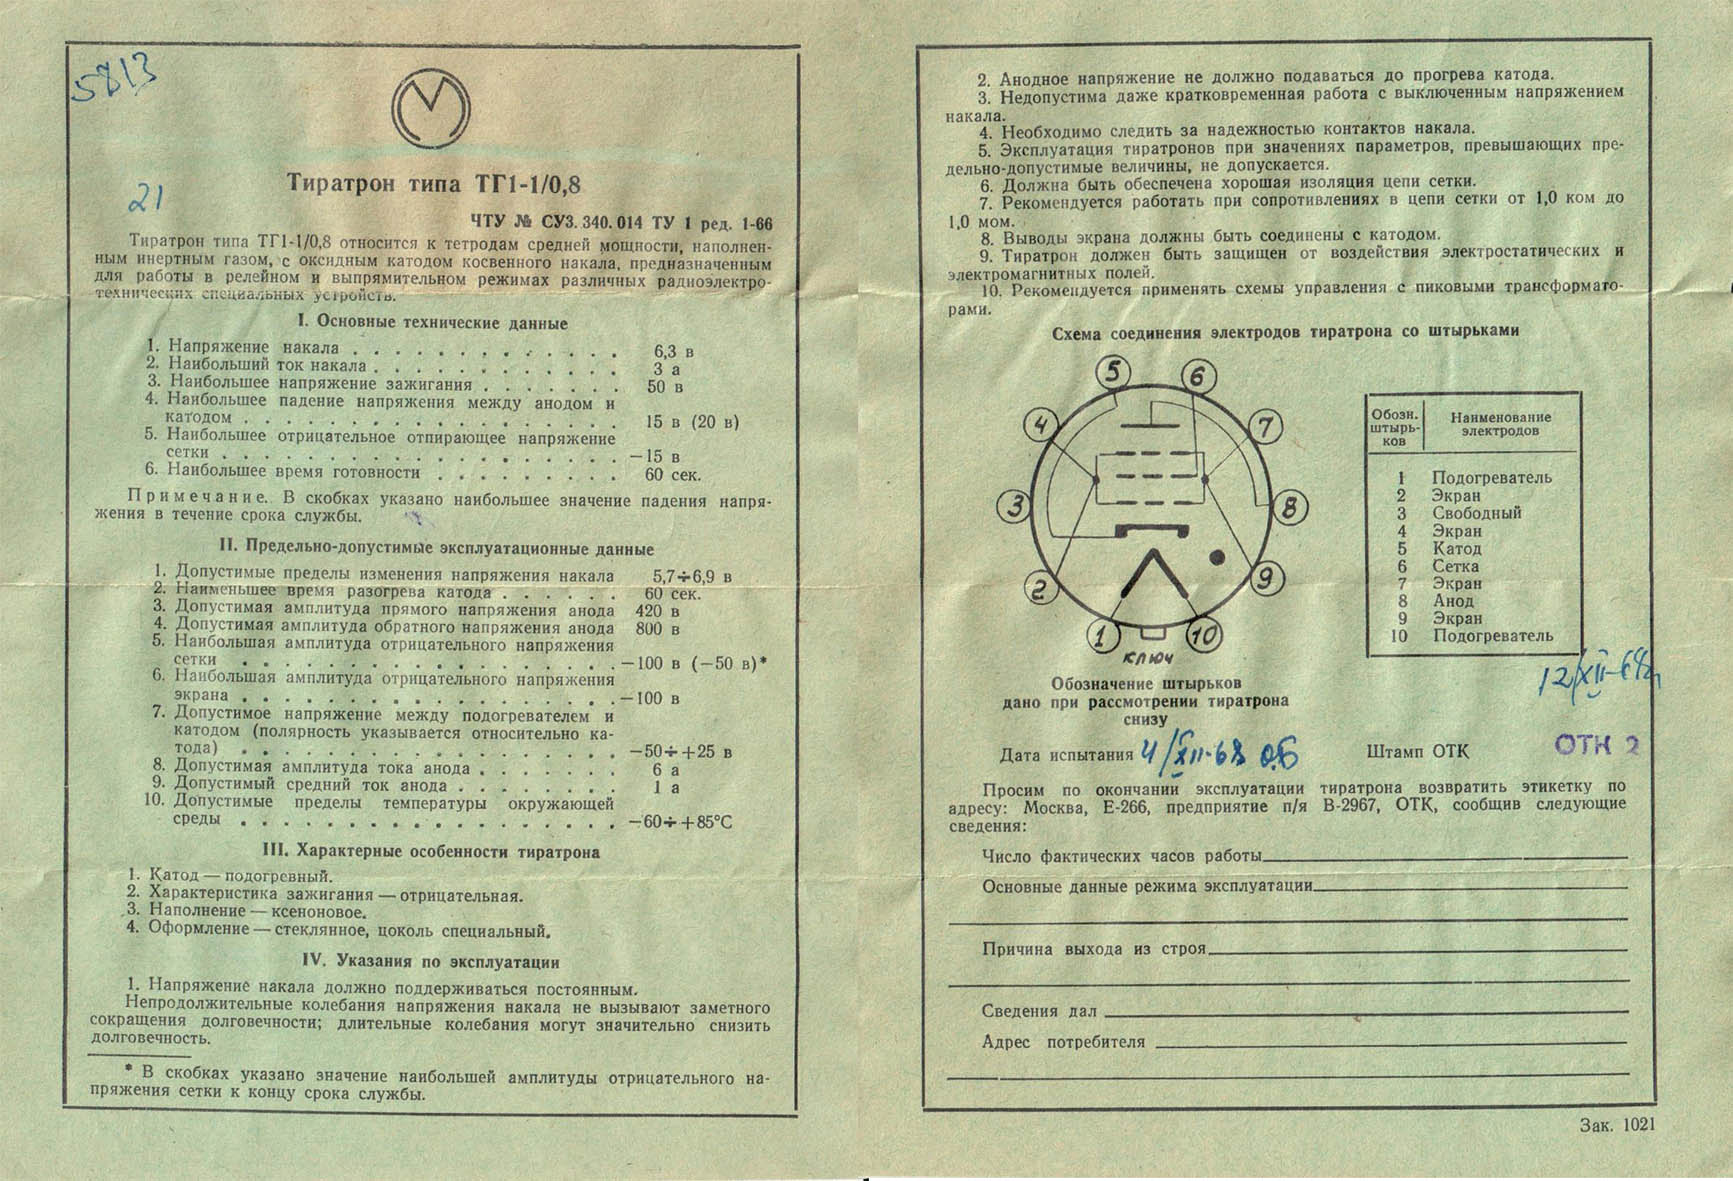 5813
21
Тиратрон типа ТГ1-1/0,8
ЧТУ № СУ3.340.014 ТУ 1 ред. 1-66
Тиратрон типа ТГ1-1/0,8 относится к тетродам средней мощности, наполнен-
ным инертным газом, с оксидным катодом косвенного накала, предназначенным
для работы в релейном и выпрямительном режимах различных радиоэлектро-
технических специальных устройств.
I. Основные технические данные
1. Напряжение накала . . . . . . . . . . . . . 6,3 в
2. Наибольший ток накала . . . . . . . . . . . . 3 а
3. Наибольшее напряжение зажигания . . . . . . . 50 в
4. Наибольшее падение напряжения между анодом и
катодом . . . . . . . . . . . . . . . . . . 15 в (20 в)
5. Наибольшее отрицательное отпирающее напряжение
сетки . . . . . . . . . . . . . . . . . . . —15 в
6. Наибольшее время готовности . . . . . . . . . 60 сек.
Примечание. В скобках указано наибольшее значение падения напря-
жения в течение срока службы.
II. Предельно-допустимые эксплуатационные данные
1. Допустимые пределы изменения напряжения накала 5,7÷6,9 в
2. Наименьшее время разогрева катода . . . . . . 60 сек.
3. Допустимая амплитуда прямого напряжения анода 420 в
4. Допустимая амплитуда обратного напряжения анода 800 в
5. Наибольшая амплитуда отрицательного напряжения
сетки . . . . . . . . . . . . . . . . . . —100 в (—50 в)*
6. Наибольшая амплитуда отрицательного напряжения
экрана . . . . . . . . . . . . . . . . . . —100 в
7. Допустимое напряжение между подогревателем и
катодом (полярность указывается относительно ка-
тода) . . . . . . . . . . . . . . . . . . —50÷+25 в
8. Допустимая амплитуда тока анода . . . . . . . 6 а
9. Допустимый средний ток анода . . . . . . . . 1 а
10. Допустимые пределы температуры окружающей
среды . . . . . . . . . . . . . . . . . . —60÷+85°С
III. Характерные особенности тиратрона
1. Катод — подогревный.
2. Характеристика зажигания — отрицательная.
3. Наполнение — ксеноновое.
4. Оформление — стеклянное, цоколь специальный.
IV. Указания по эксплуатации
1. Напряжение накала должно поддерживаться постоянным.
Непродолжительные колебания напряжения накала не вызывают заметного
сокращения долговечности; длительные колебания могут значительно снизить
долговечность.
* В скобках указано значение наибольшей амплитуды отрицательного на-
пряжения сетки к концу срока службы.
2. Анодное напряжение не должно подаваться до прогрева катода.
3. Недопустима даже кратковременная работа с выключенным напряжением
накала.
4. Необходимо следить за надежностью контактов накала.
5. Эксплуатация тиратронов при значениях параметров, превышающих пре-
дельно-допустимые величины, не допускается.
6. Должна быть обеспечена хорошая изоляция цепи сетки.
7. Рекомендуется работать при сопротивлениях в цепи сетки от 1,0 ком до
1,0 мом.
8. Выводы экрана должны быть соединены с катодом.
9. Тиратрон должен быть защищен от воздействия электростатических и
электромагнитных полей.
10. Рекомендуется применять схемы управления с пиковыми трансформато-
рами.
Схема соединения электродов тиратрона со штырьками
5 6
4 7
3 8
2 9
1 10
ключ
Обозначение штырьков
дано при рассмотрении тиратрона
снизу
Обозн. штырь-ков Наименование электродов
1 Подогреватель
2 Экран
3 Свободный
4 Экран
5 Катод
6 Сетка
7 Экран
8 Анод
9 Экран
10 Подогреватель
12/XII-68г
Дата испытания 4/XII-68 Штамп ОТК ОТК 2
Просим по окончании эксплуатации тиратрона возвратить этикетку по
адресу: Москва, Е-266, предприятие п/я В-2967, ОТК, сообщив следующие
сведения:
Число фактических часов работы
Основные данные режима эксплуатации
Причина выхода из строя
Сведения дал
Адрес потребителя
Зак. 1021